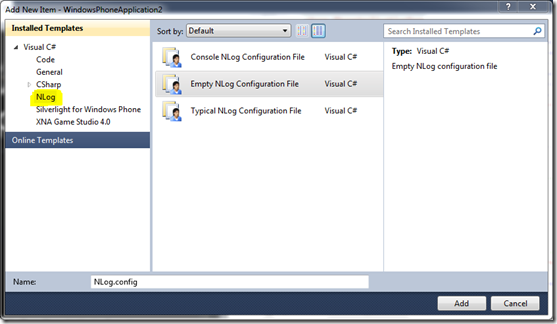 Add New Item - WindowsPhoneApplication2
Installed Templates
Visual C#
Code
General
CSharp
NLog
Silverlight for Windows Phone
XNA Game Studio 4.0
Online Templates
Sort by: Default
Console NLog Configuration File Visual C#
Empty NLog Configuration File Visual C#
Typical NLog Configuration File Visual C#
Search Installed Templates
Type: Visual C#
Empty NLog configuration file
Name: NLog.config
Add Cancel